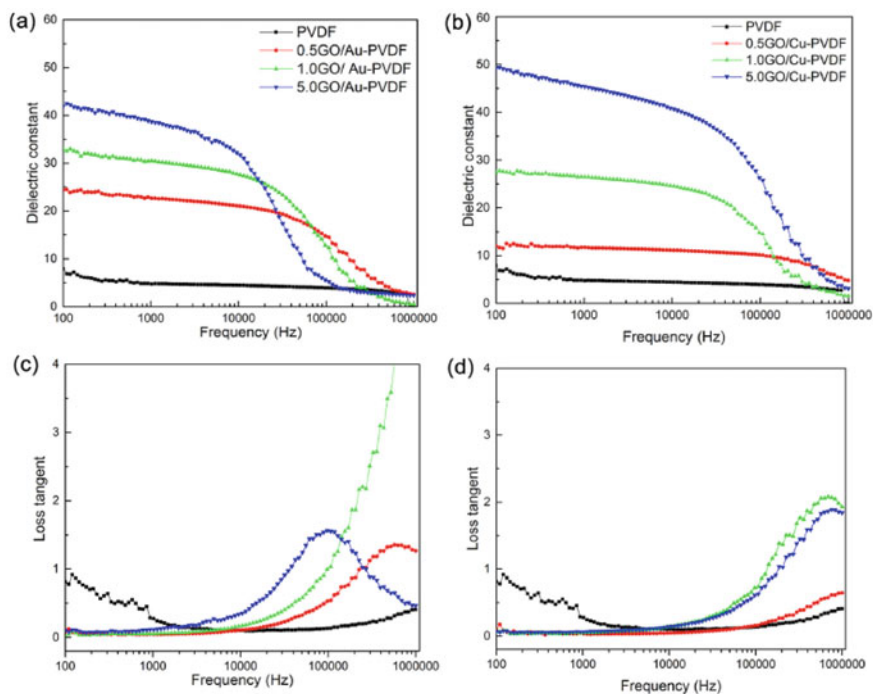 (a)
60
50
40
30
20
10
0
Dielectric constant
PVDF
0.5GO/Au-PVDF
1.0GO/ Au-PVDF
5.0GO/Au-PVDF
100 1000 10000 100000 1000000
Frequency (Hz)
(b)
60
50
40
30
20
10
0
Dielectric constant
PVDF
0.5GO/Cu-PVDF
1.0GO/Cu-PVDF
5.0GO/Cu-PVDF
100 1000 10000 100000 1000000
Frequency (Hz)
(c)
4
3
2
1
0
Loss tangent
100 1000 10000 100000 1000000
Frequency (Hz)
(d)
4
3
2
1
0
Loss tangent
100 1000 10000 100000 1000000
Frequency (Hz)